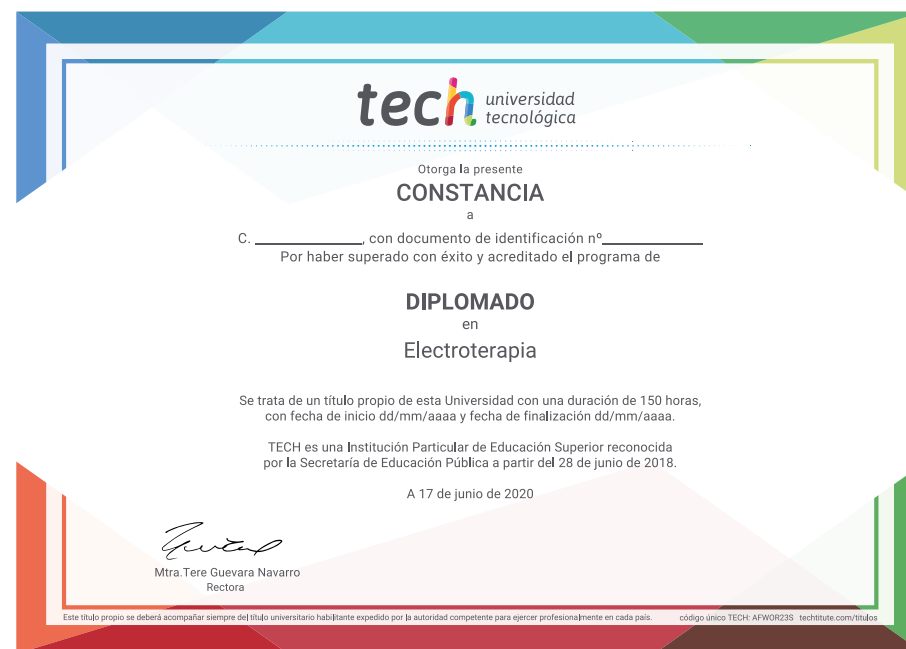 tech universidad
tecnológica
Otorga la presente
CONSTANCIA
a
C. ______________, con documento de identificación nº_____________
Por haber superado con éxito y acreditado el programa de
DIPLOMADO
en
Electroterapia
Se trata de un título propio de esta Universidad con una duración de 150 horas,
con fecha de inicio dd/mm/aaaa y fecha de finalización dd/mm/aaaa.
TECH es una Institución Particular de Educación Superior reconocida
por la Secretaría de Educación Pública a partir del 28 de junio de 2018.
A 17 de junio de 2020
Mtra.Tere Guevara Navarro
Rectora
Este título propio se deberá acompañar siempre del título universitario habilitante expedido por la autoridad competente para ejercer profesionalmente en cada país. código único TECH: AFWOR23S techtitute.com/titulos